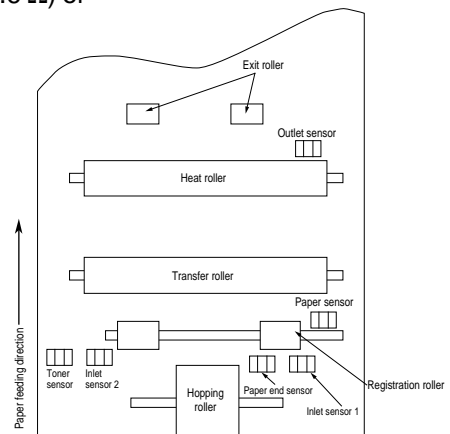 Exit roller
Outlet sensor
Heat roller
Transfer roller
Paper sensor
Toner
sensor
Inlet
sensor 2
Hopping
roller
Paper end sensor
Inlet sensor 1
Registration roller
Paper feeding direction